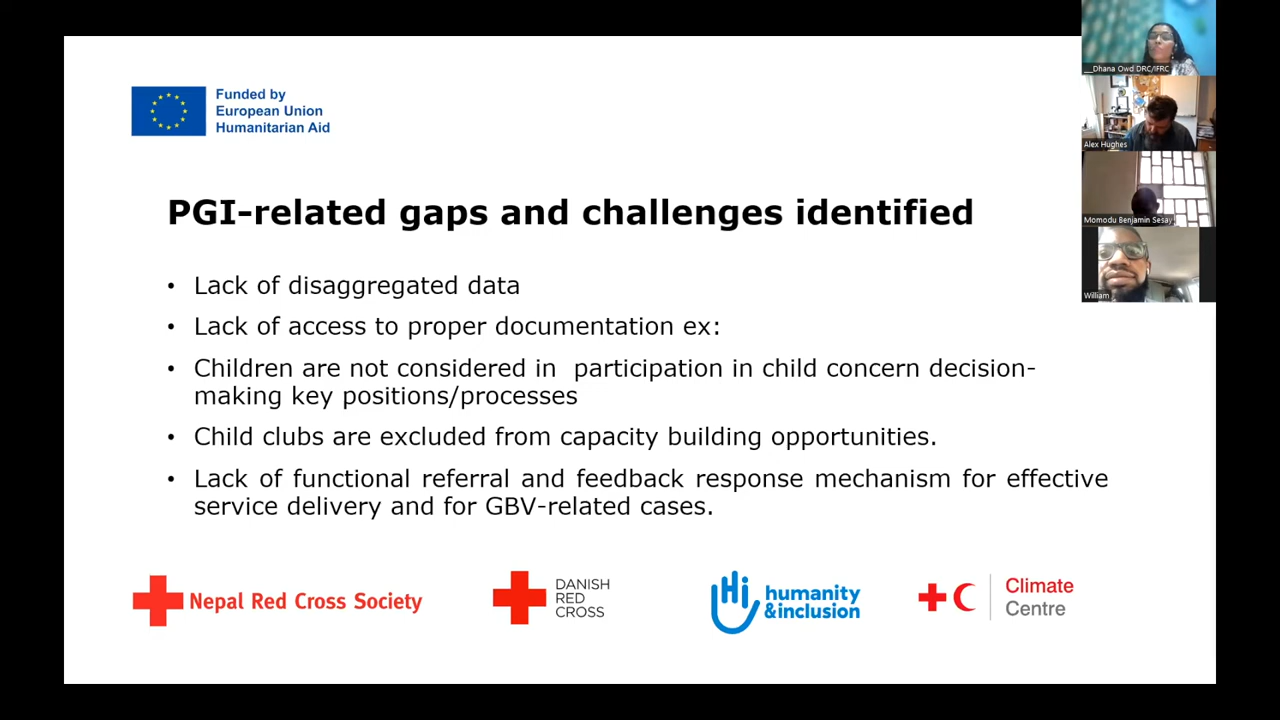 Funded by
European Union
Humanitarian Aid
PGI-related gaps and challenges identified
• Lack of disaggregated data
• Lack of access to proper documentation ex:
• Children are not considered in  participation in child concern decision-
making key positions/processes
• Child clubs are excluded from capacity building opportunities.
• Lack of functional referral and feedback response mechanism for effective
service delivery and for GBV-related cases.
Nepal Red Cross Society
DANISH
RED
CROSS
Hi
humanity
&inclusion
Climate
Centre
__Dhana Owd DRC/IFRC
Alex Hughes
Momodu Benjamin Sesay
William